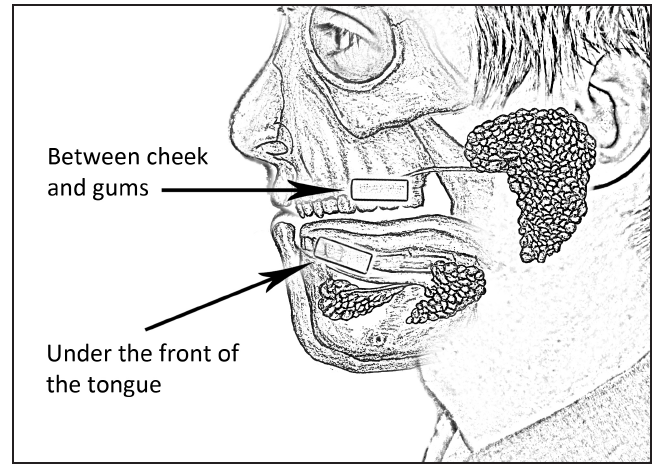 Between cheek
and gums
Under the front of
the tongue